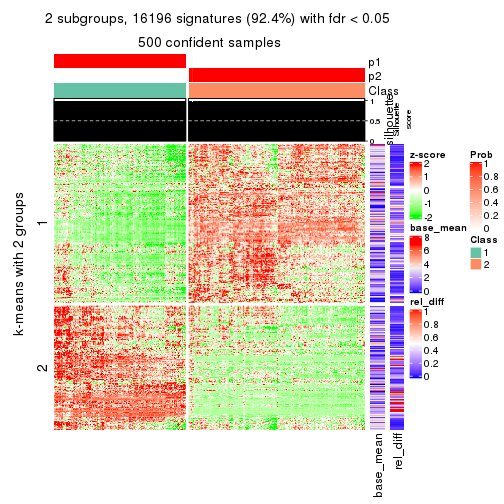 2 subgroups, 16196 signatures (92.4%) with fdr < 0.05
500 confident samples
p1
p2
Class
1
0.5
0
silhouette
Silhouette
score
k-means with 2 groups
1
2
base_mean
rel_diff
z-score
2
1
0
-1
-2
base_mean
8
6
4
2
0
rel_diff
1
0.8
0.6
0.4
0.2
0
Prob
1
0.8
0.6
0.4
0.2
0
Class
1
2